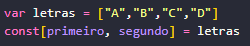 var letras = ["A","B","C","D"]
const[primeiro, segundo] = letras